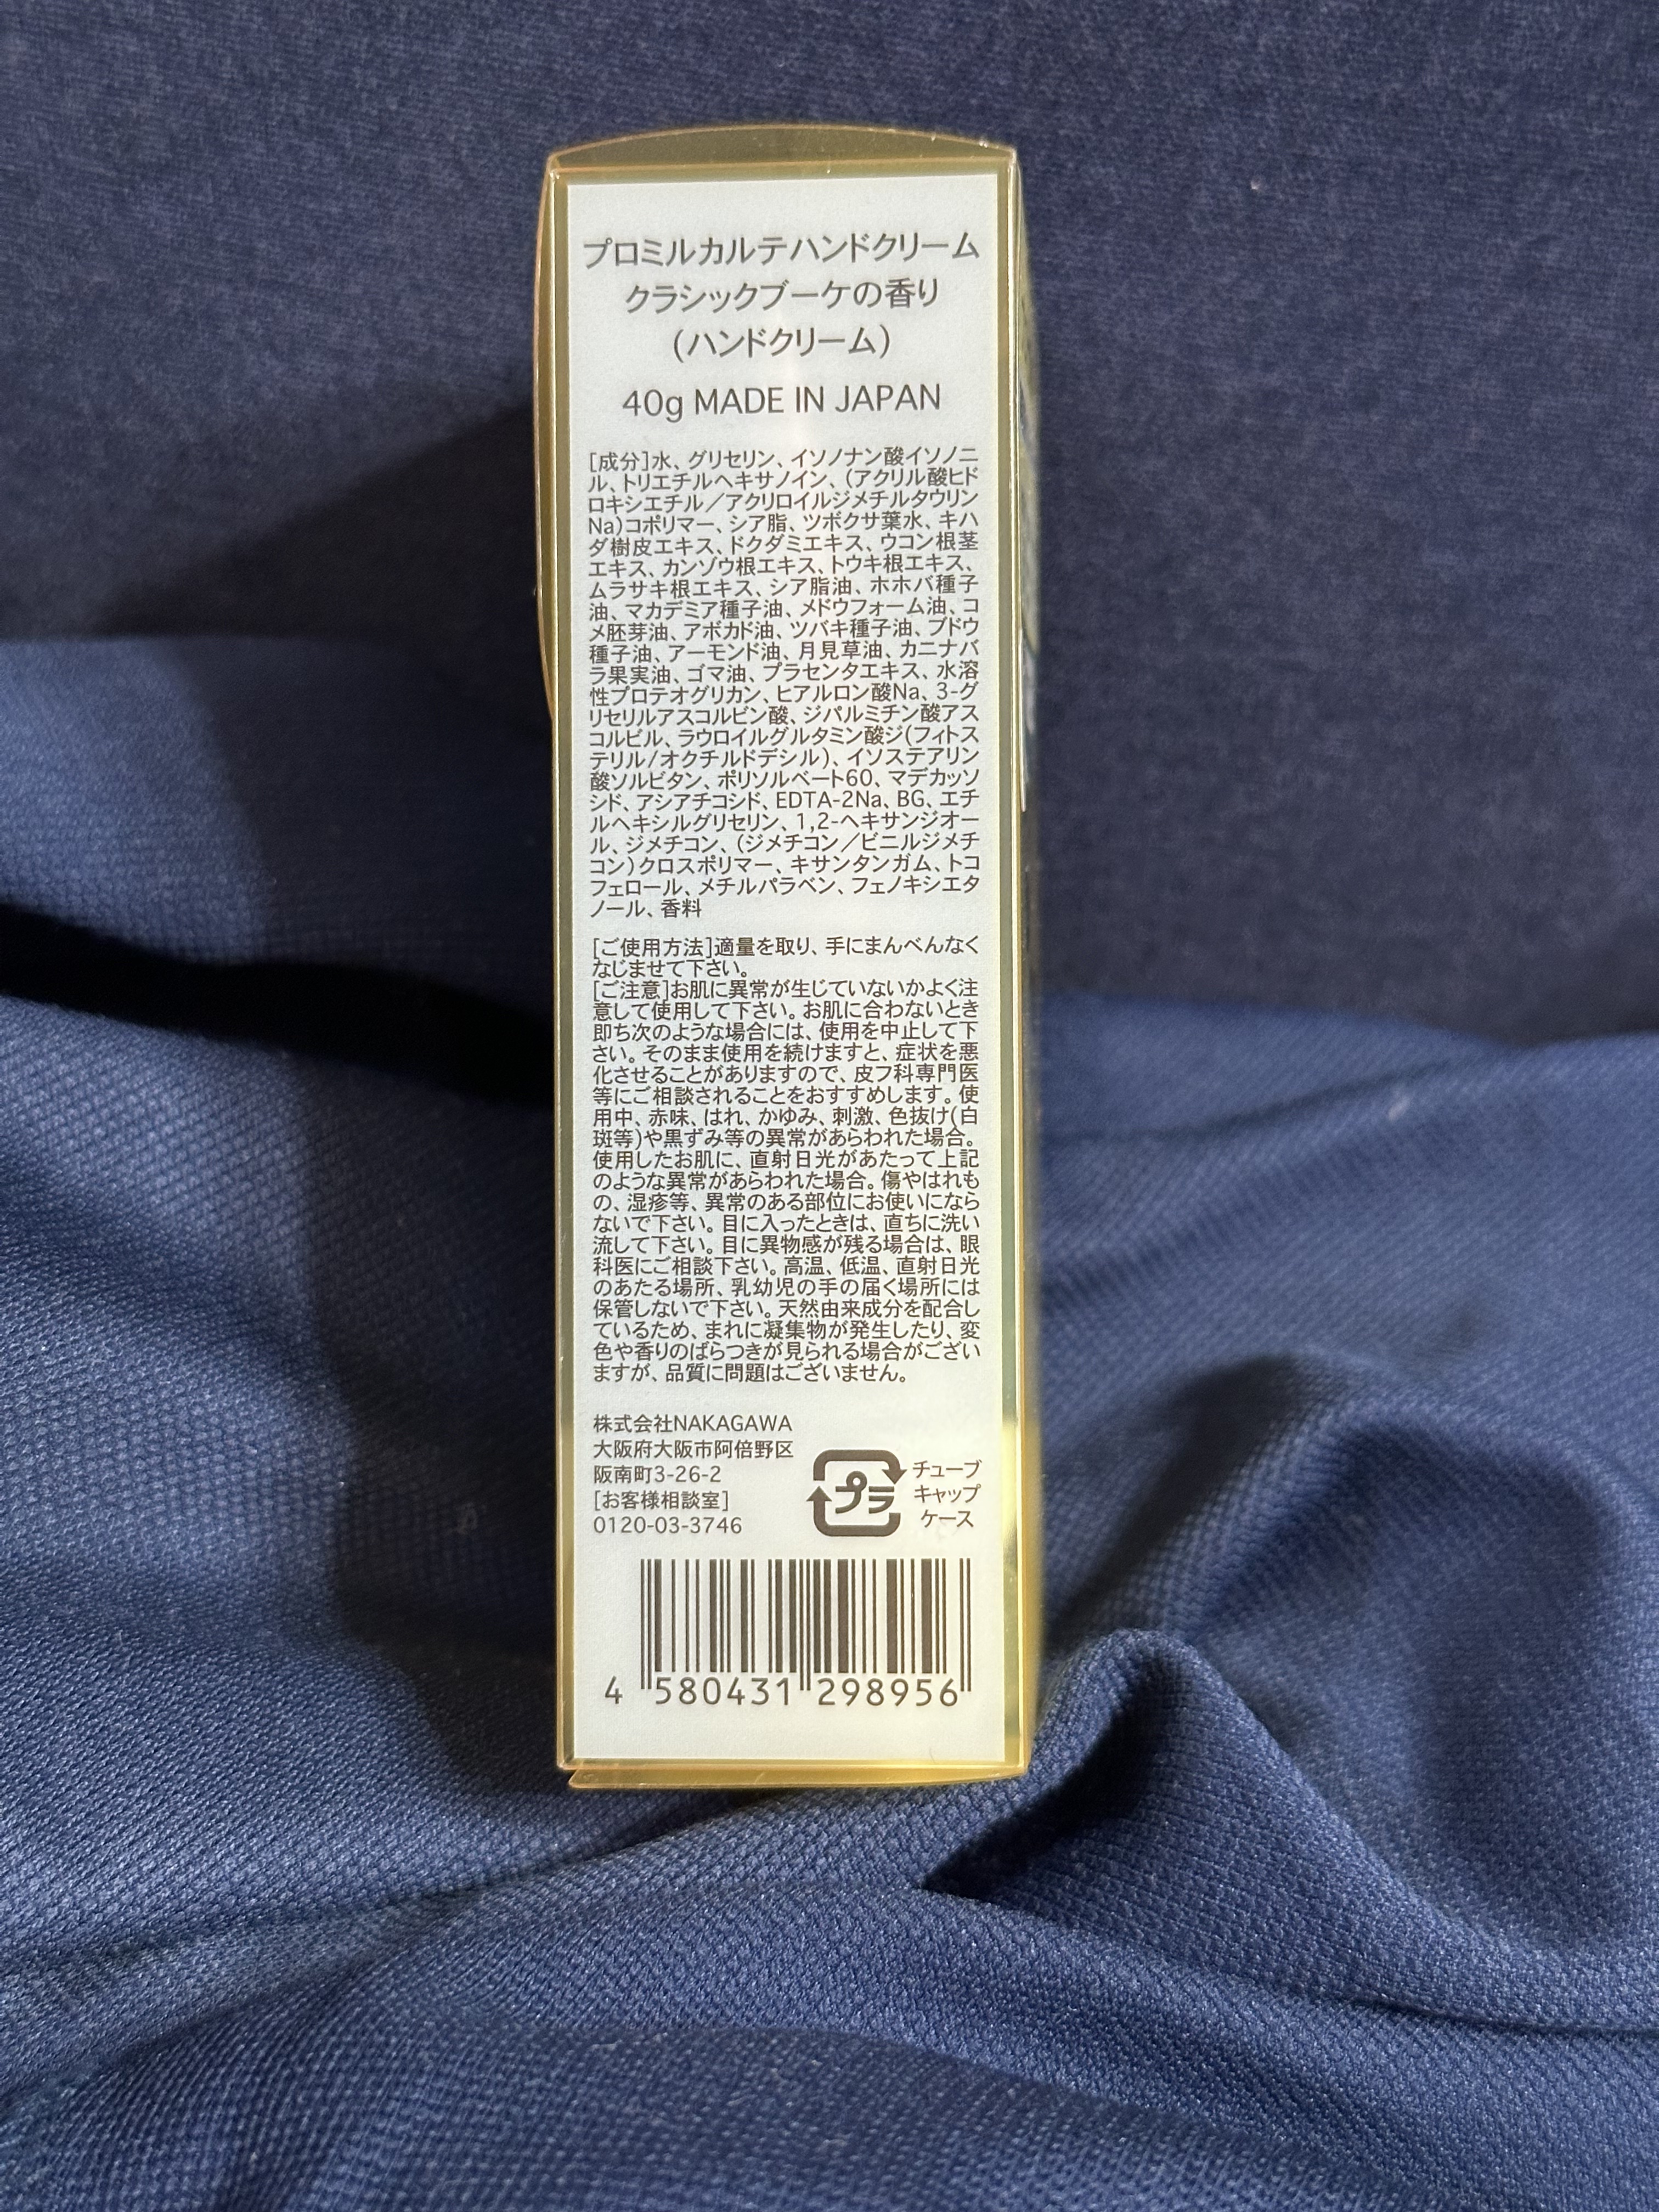 プロミルカルテハンドクリーム
クラシックブーケの香り
(ハンドクリーム)
40g MADE IN JAPAN
[成分]水、グリセリン、イソノナン酸イソノニ
ル、トリエチルヘキサノイン、(アクリル酸ヒド
ロキシエチル/アクリロイルジメチルタウリン
Na)コポリマー、シア脂、ツボクサ葉水、キハ
ダ樹皮エキス、ドクダミエキス、ウコン根茎
エキス、カンゾウ根エキス、トウキ根エキス、
ムラサキ根エキス、シア脂油、ホホバ種子
油、マカデミア種子油、メドウフォーム油、コ
メ胚芽油、アボカド油、ツバキ種子油、ブドウ
種子油、アーモンド油、月見草油、カニナバ
ラ果実油、ゴマ油、プラセンタエキス、水溶
性プロテオグリカン、ヒアルロン酸Na、3-グ
リセリルアスコルビン酸、ジパルミチン酸アス
コルビル、ラウロイルグルタミン酸ジ(フィトス
テリル/オクチルドデシル)、イソステアリン
酸ソルビタン、ポリソルベート60、マデカッソ
シド、アシアチコシド、EDTA-2Na、BG、エチ
ルヘキシルグリセリン、1,2-ヘキサンジオー
ル、ジメチコン、(ジメチコン/ビニルジメチ
コン)クロスポリマー、キサンタンガム、トコ
フェロール、メチルパラベン、フェノキシエタ
ノール、香料
[ご使用方法]適量を取り、手にまんべんなく
なじませて下さい。
[ご注意]お肌に異常が生じていないかよく注
意して使用して下さい。お肌に合わないとき
即ち次のような場合には、使用を中止して下
さい。そのまま使用を続けますと、症状を悪
化させることがありますので、皮フ科専門医
等にご相談されることをおすすめします。使
用中、赤味、はれ、かゆみ、刺激、色抜け(白
斑等)や黒ずみ等の異常があらわれた場合。
使用したお肌に、直射日光があたって上記
のような異常があらわれた場合。傷やはれも
の、湿疹等、異常のある部位にお使いになら
ないで下さい。目に入ったときは、直ちに洗い
流して下さい。目に異物感が残る場合は、眼
科医にご相談下さい。高温、低温、直射日光
のあたる場所、乳幼児の手の届く場所には
保管しないで下さい。天然由来成分を配合し
ているため、まれに凝集物が発生したり、変
色や香りのばらつきが見られる場合がござい
ますが、品質に問題はございません。
株式会社NAKAGAWA
大阪府大阪市阿倍野区
阪南町3-26-2
[お客様相談室]
0120-03-3746
プラ
チューブ
キャップ
ケース
4 580431 298956